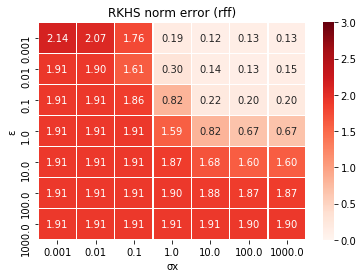 RKHS norm error (rff)
0.001 2.14 2.07 1.76 0.19 0.12 0.13 0.13
0.01 1.91 1.90 1.61 0.30 0.14 0.13 0.15
0.1 1.91 1.91 1.86 0.82 0.22 0.20 0.20
1.0 1.91 1.91 1.91 1.59 0.82 0.67 0.67
10.0 1.91 1.91 1.91 1.87 1.68 1.60 1.60
100.0 1.91 1.91 1.91 1.90 1.88 1.87 1.87
1000.0 1.91 1.91 1.91 1.91 1.91 1.90 1.90
0.001 0.01 0.1 1.0 10.0 100.0 1000.0
σx
ε
3.0
2.5
2.0
1.5
1.0
0.5
0.0